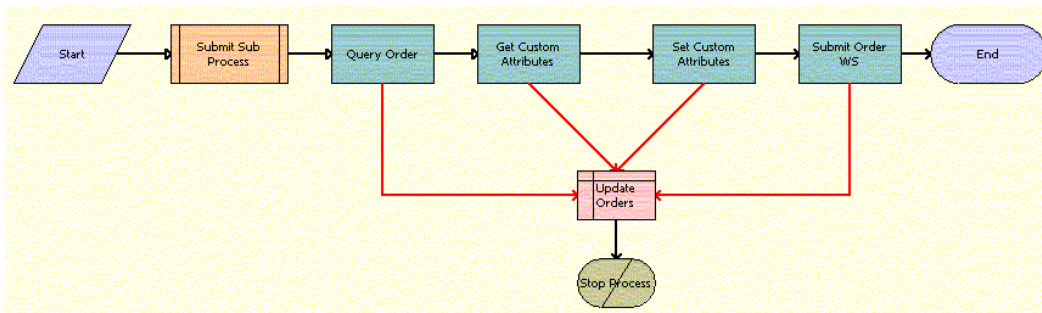 Start
Submit Sub
Process
Query Order
Get Custom
Attributes
Set Custom
Attributes
Submit Order
WS
End
Update
Orders
Stop Process